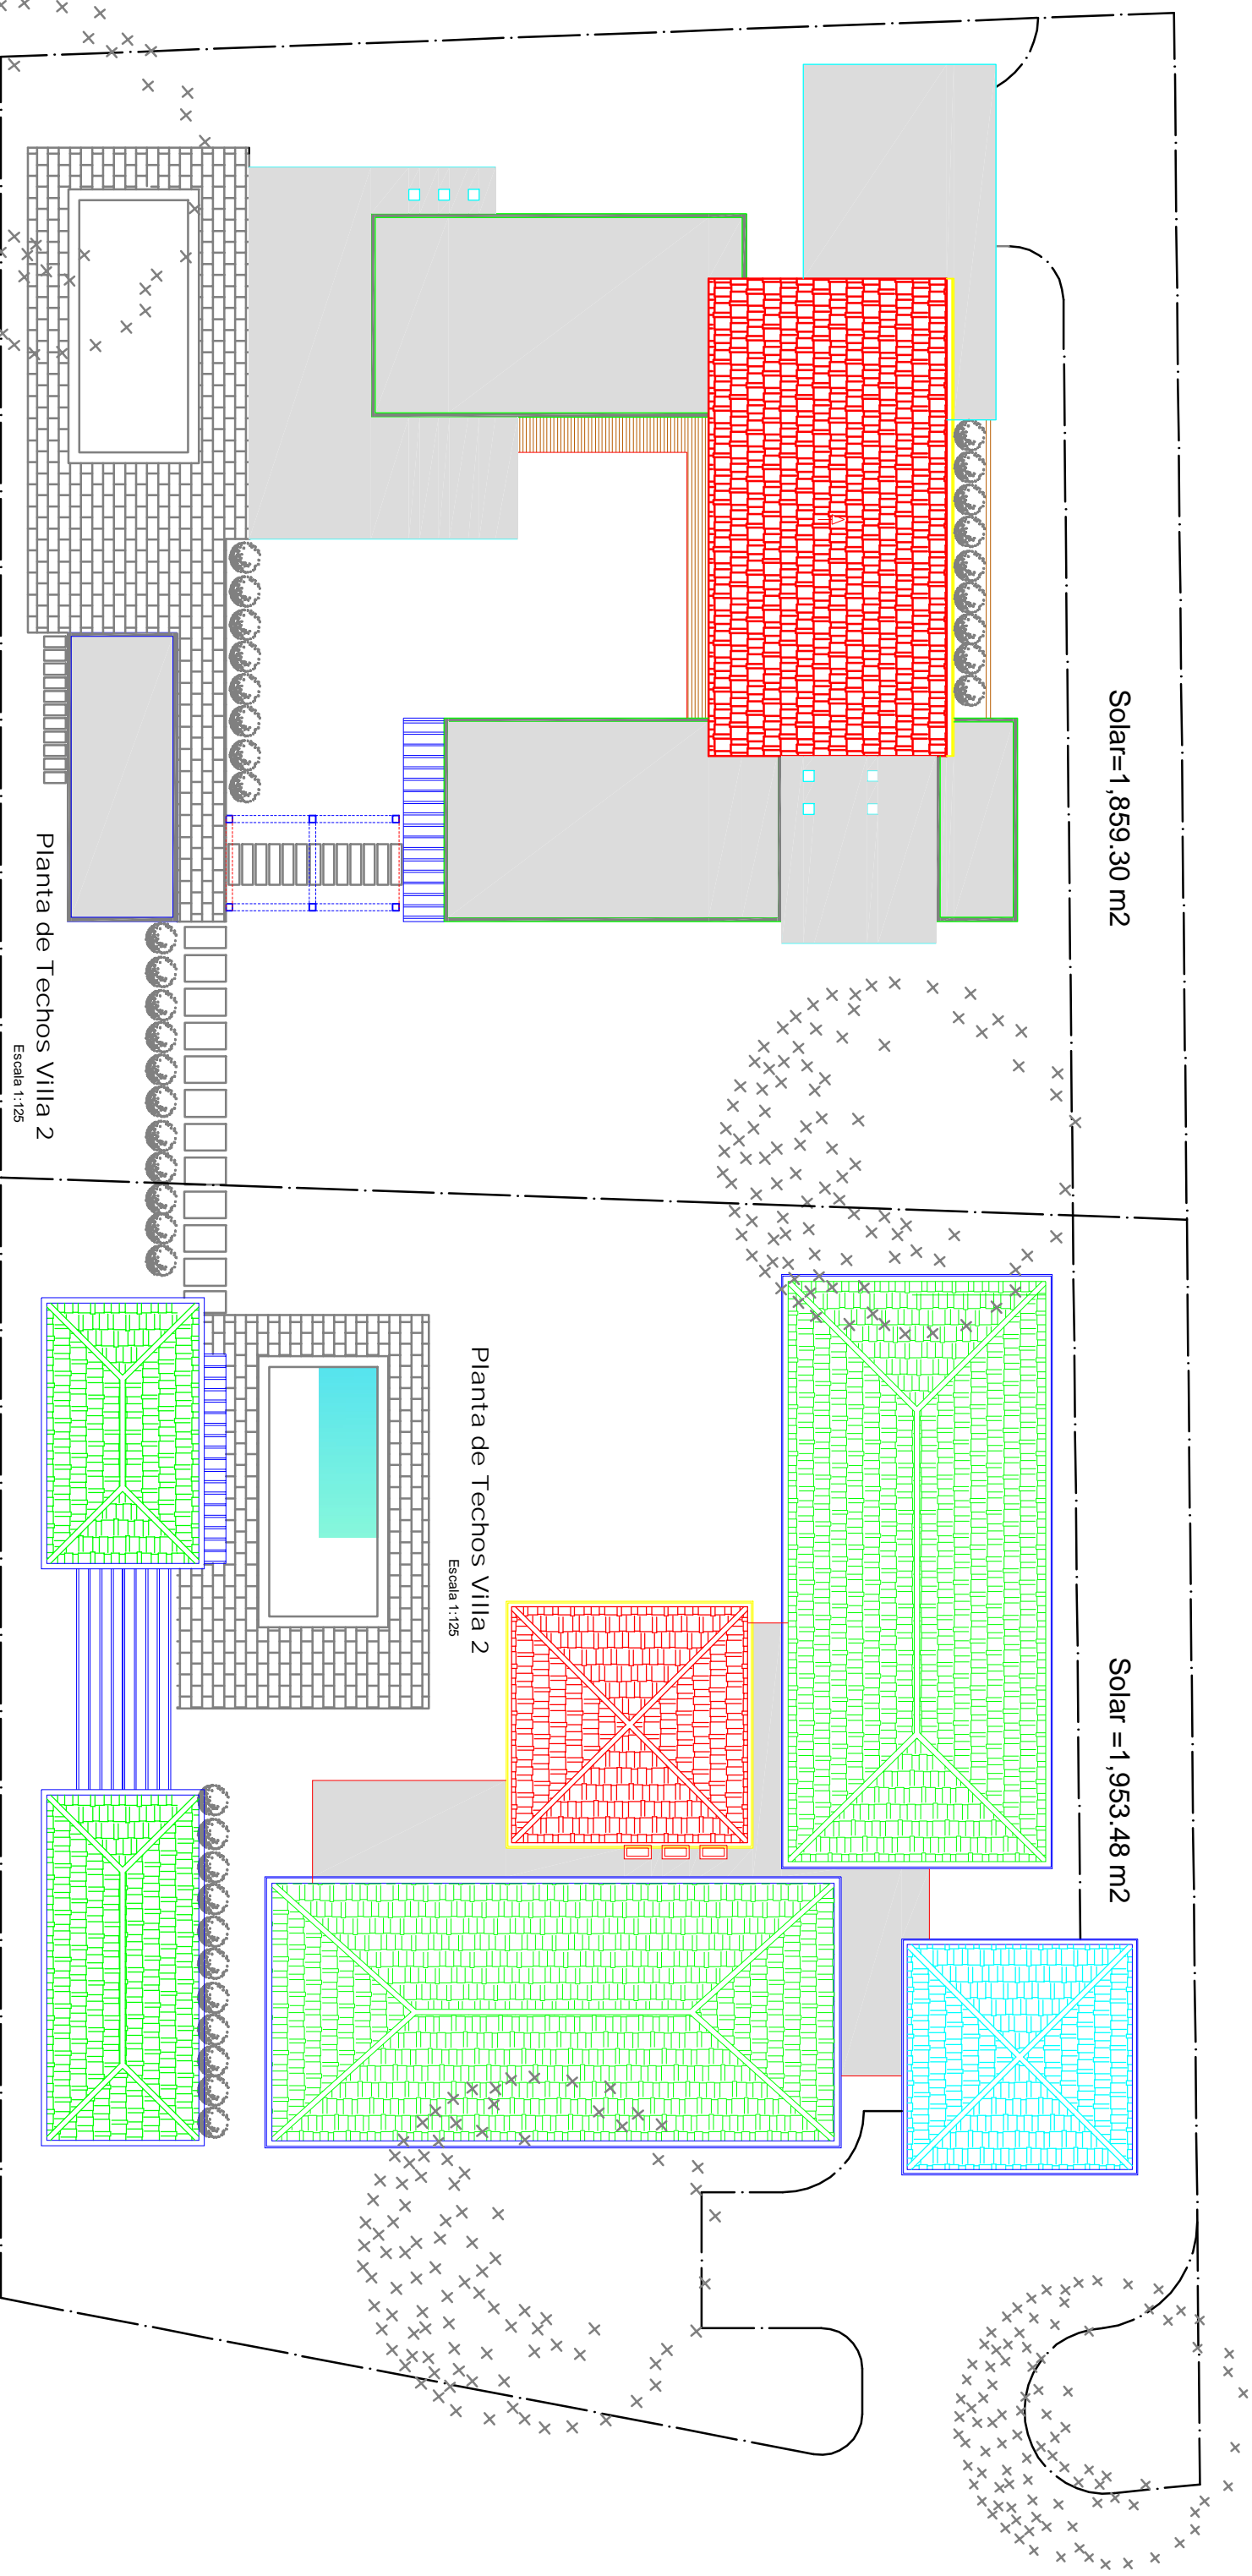 Solar=1,859.30 m2
Solar =1,953.48 m2
Planta de Techos Villa 2
Escala 1:125
Planta de Techos Villa 2
Escala 1:125